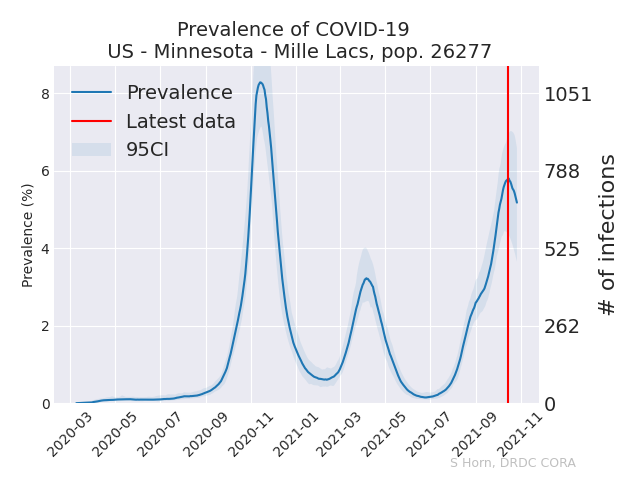 Prevalence of COVID-19
US - Minnesota - Mille Lacs, pop. 26277
Prevalence
Latest data
95CI
Prevalence (%)
8
6
4
2
0
1051
788
525
262
0
# of infections
2020-03
2020-05
2020-07
2020-09
2020-11
2021-01
2021-03
2021-05
2021-07
2021-09
2021-11
S Horn, DRDC CORA